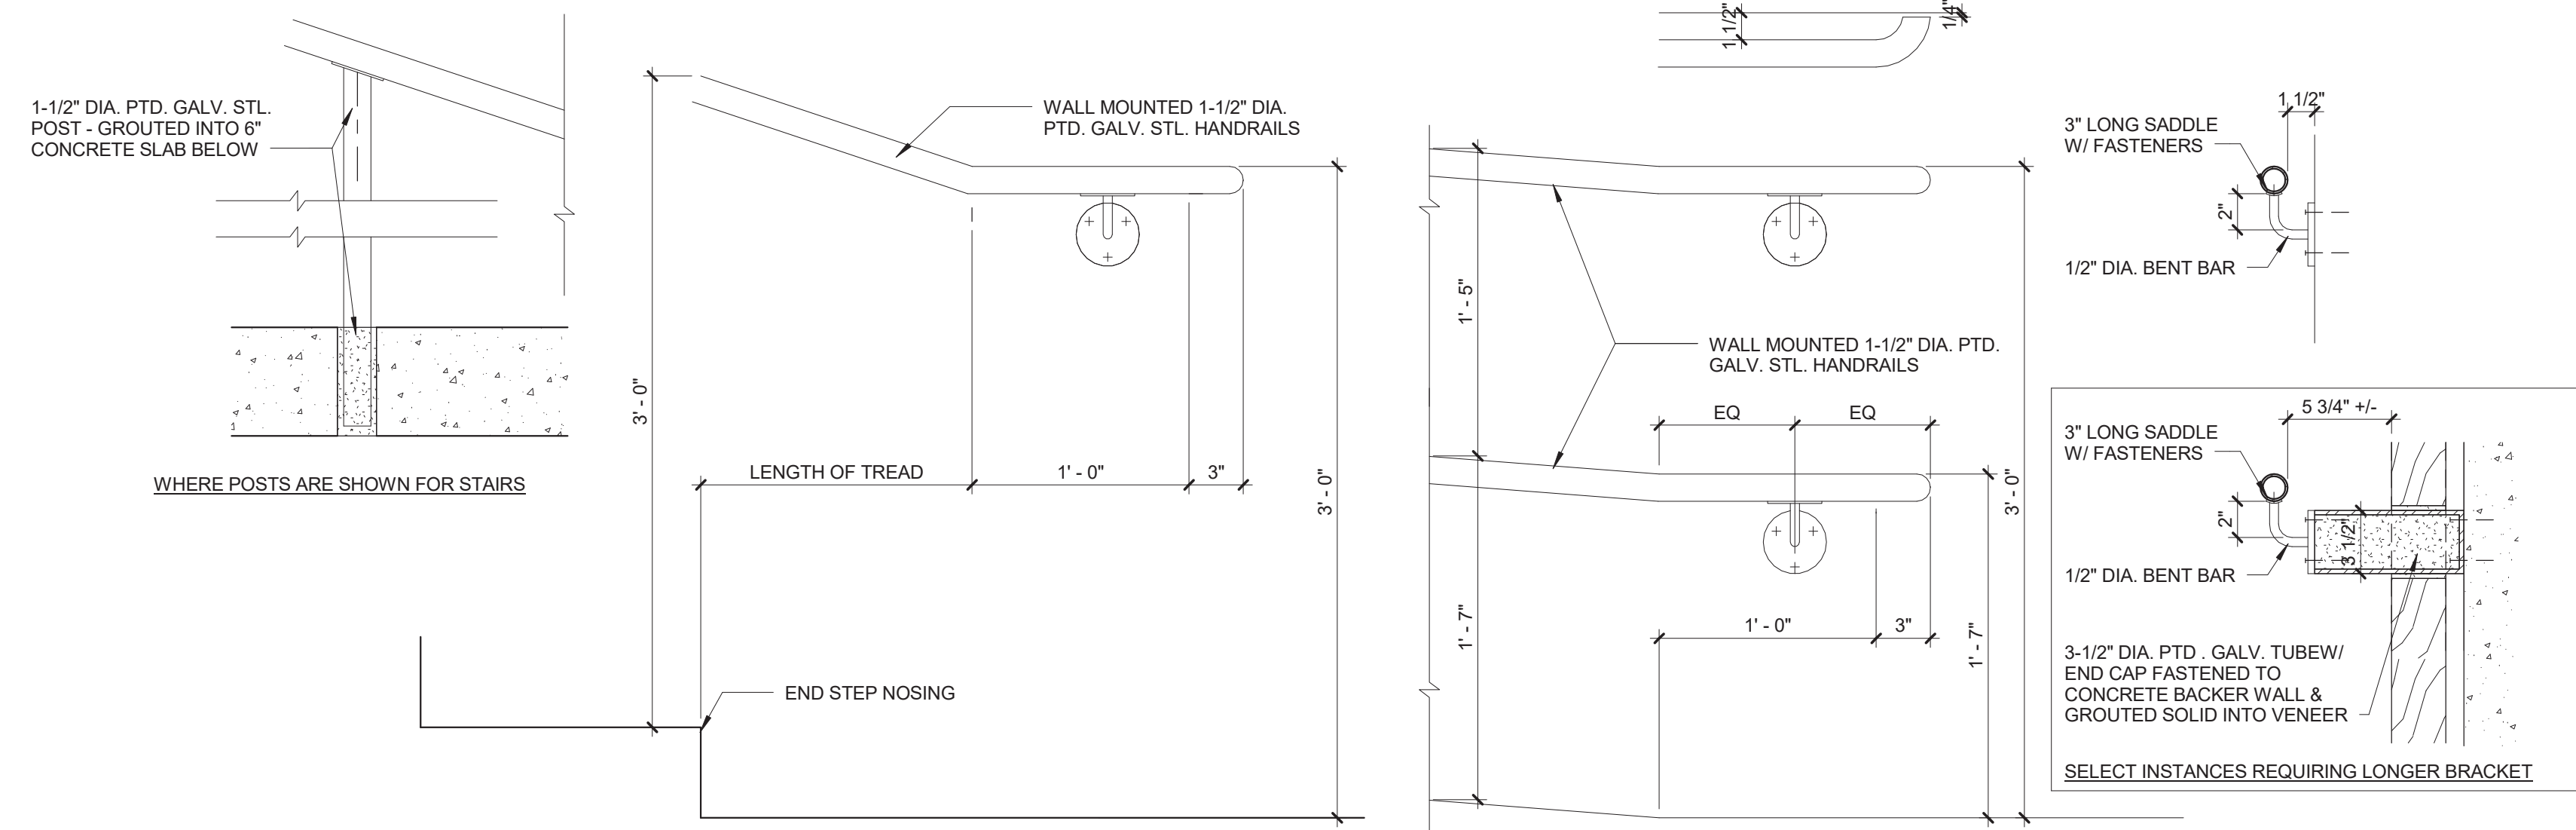 1-1/2" DIA. PTD. GALV. STL.
POST - GROUTED INTO 6"
CONCRETE SLAB BELOW
WHERE POSTS ARE SHOWN FOR STAIRS
3' - 0"
WALL MOUNTED 1-1/2" DIA.
PTD. GALV. STL. HANDRAILS
LENGTH OF TREAD
1' - 0"
3"
END STEP NOSING
3' - 0"
1 1/2"
1/4"
1' - 5"
WALL MOUNTED 1-1/2" DIA. PTD.
GALV. STL. HANDRAILS
EQ
EQ
1' - 7"
1' - 0"
3"
1' - 7"
3' - 0"
1 1/2"
3" LONG SADDLE
W/ FASTENERS
2"
1/2" DIA. BENT BAR
5 3/4" +/-
3" LONG SADDLE
W/ FASTENERS
2"
3 1/2"
1/2" DIA. BENT BAR
3-1/2" DIA. PTD . GALV. TUBEW/
END CAP FASTENED TO
CONCRETE BACKER WALL &
GROUTED SOLID INTO VENEER
SELECT INSTANCES REQUIRING LONGER BRACKET